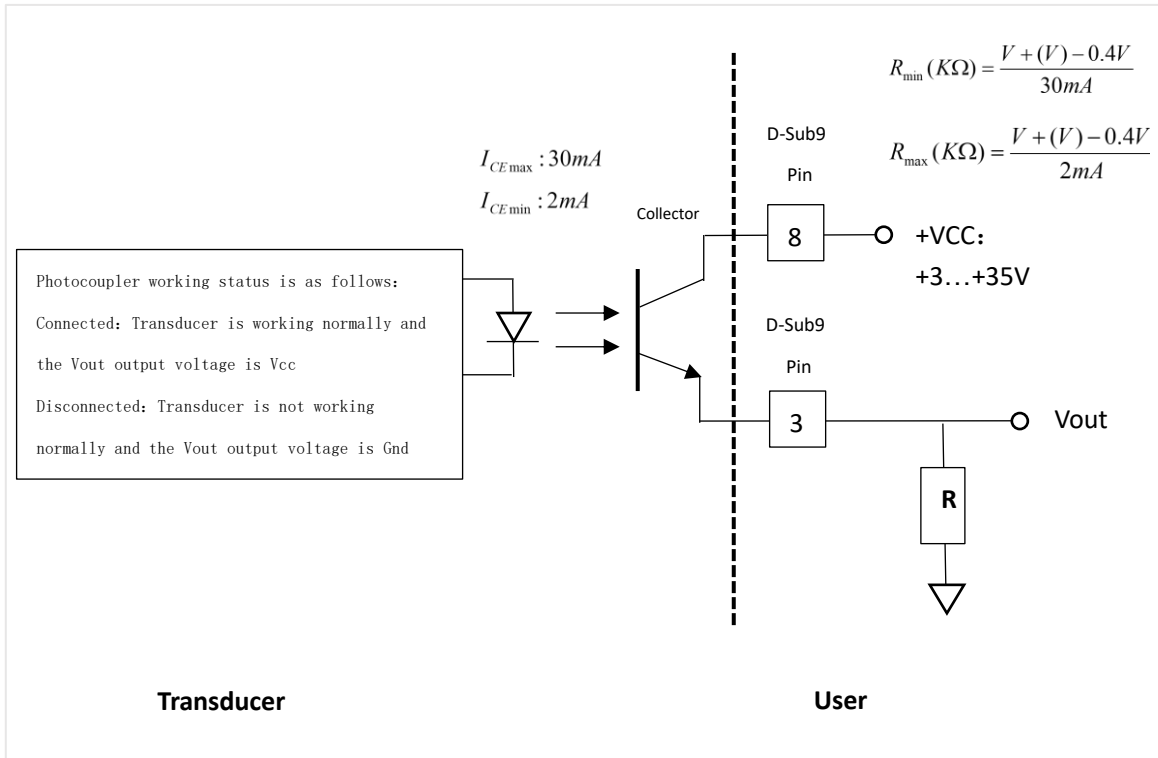 R_min (KΩ) = (V + (V) − 0.4V) / 30mA
R_max (KΩ) = (V + (V) − 0.4V) / 2mA
I_CEmax : 30mA
I_CEmin : 2mA
D-Sub9
Pin
Collector
8
+VCC：
+3…+35V
Photocoupler working status is as follows：
Connected：Transducer is working normally and
the Vout output voltage is Vcc
Disconnected：Transducer is not working
normally and the Vout output voltage is Gnd
D-Sub9
Pin
3
Vout
R
Transducer
User